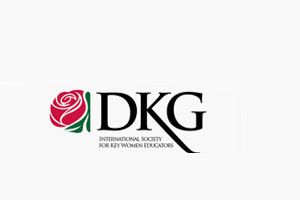 DKG
INTERNATIONAL SOCIETY
FOR KEY WOMEN EDUCATORS